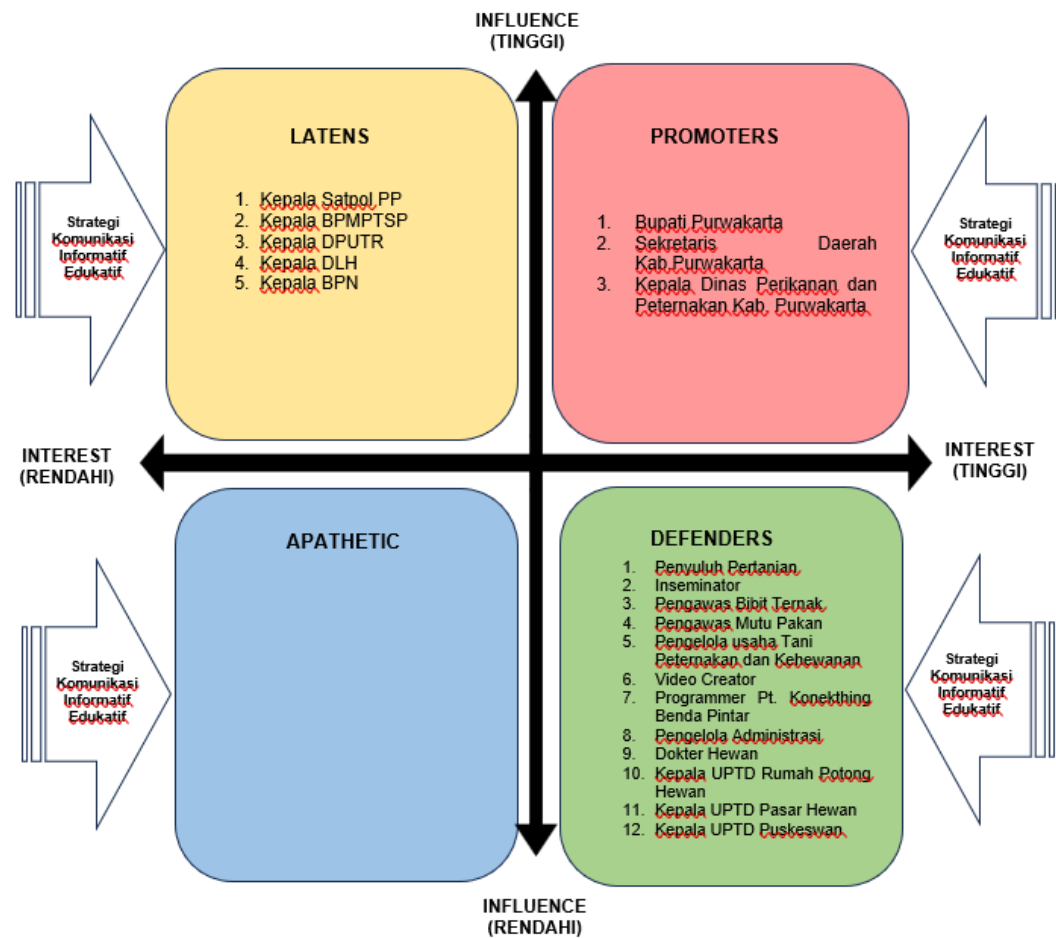 INFLUENCE
(TINGGI)
LATENS
1. Kepala Satpol PP
2. Kepala BPMPTSP
3. Kepala DPUTR
4. Kepala DLH
5. Kepala BPN
PROMOTERS
1. Bupati Purwakarta
2. Sekretaris Daerah
Kab.Purwakarta
3. Kepala Dinas Perikanan dan
Peternakan Kab. Purwakarta
Strategi
Komunikasi
Informatif
Edukatif
Strategi
Komunikasi
Informatif
Edukatif
INTEREST
(RENDAHI)
INTEREST
(TINGGI)
APATHETIC
DEFENDERS
1. Penyuluh Pertanian
2. Inseminator
3. Pengawas Bibit Ternak
4. Pengawas Mutu Pakan
5. Pengelola usaha Tani
Peternakan dan Kehewanan
6. Video Creator
7. Programmer Pt. Konekthing
Benda Pintar
8. Pengelola Administrasi
9. Dokter Hewan
10. Kepala UPTD Rumah Potong
Hewan
11. Kepala UPTD Pasar Hewan
12. Kepala UPTD Puskeswan
Strategi
Komunikasi
Informatif
Edukatif
Strategi
Komunikasi
Informatif
Edukatif
INFLUENCE
(RENDAHI)